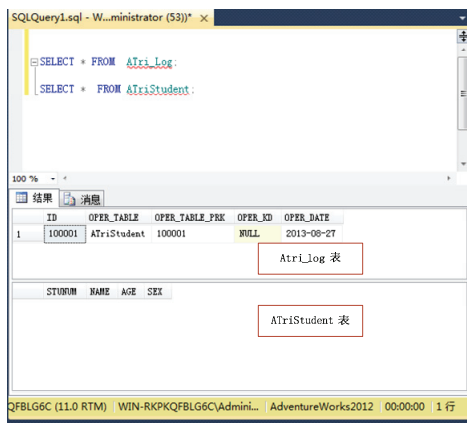 SQLQuery1.sql - W...ministrator (53))* ×
SELECT * FROM ATri_Log;
SELECT * FROM ATriStudent;
100 %
结果 消息
ID OPER_TABLE OPER_TABLE_PRK OPER_KD OPER_DATE
1 100001 ATriStudent 100001 NULL 2013-08-27
Atri_log 表
STUNUM NAME AGE SEX
ATriStudent 表
QFBLG6C (11.0 RTM) WIN-RKPKQFBLG6C\Admini... AdventureWorks2012 00:00:00 1 行